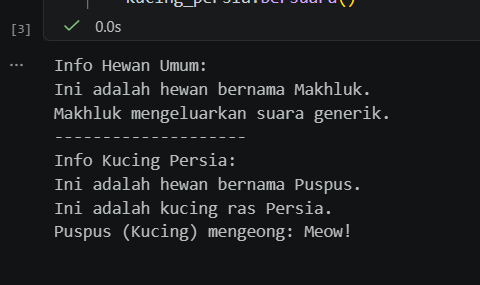 kucing_persia.bersuara()
[3]
0.0s
Info Hewan Umum:
Ini adalah hewan bernama Makhluk.
Makhluk mengeluarkan suara generik.
--------------------
Info Kucing Persia:
Ini adalah hewan bernama Puspus.
Ini adalah kucing ras Persia.
Puspus (Kucing) mengeong: Meow!